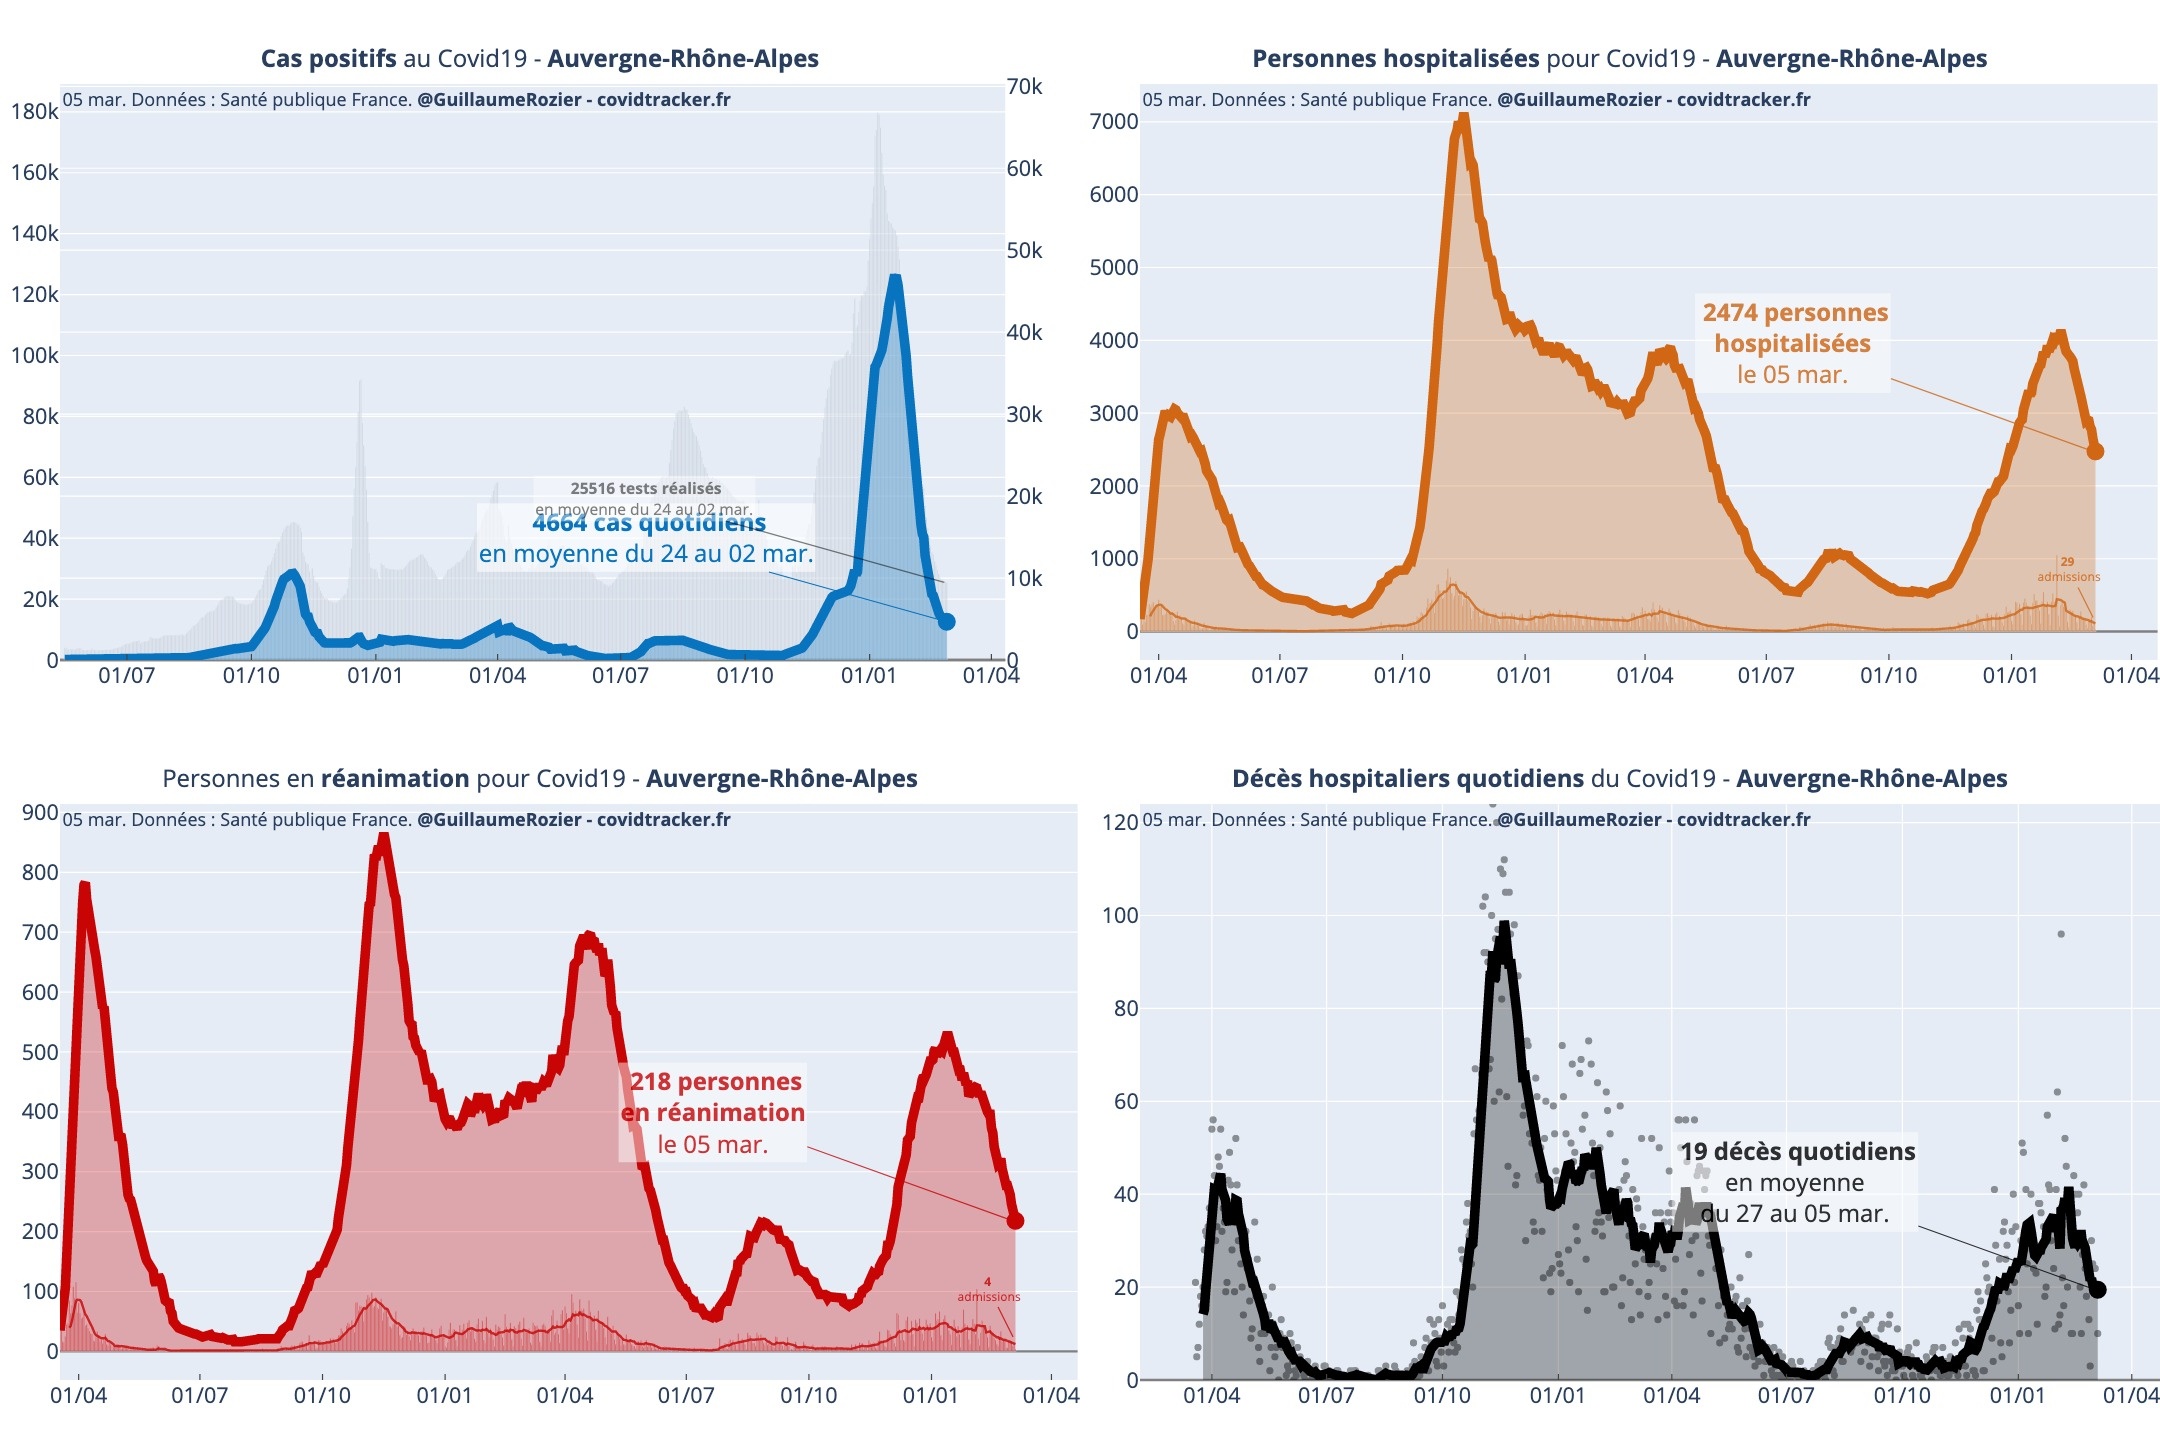 Cas positifs au Covid19 - Auvergne-Rhône-Alpes
05 mar. Données : Santé publique France. @GuillaumeRozier - covidtracker.fr
180k
160k
140k
120k
100k
80k
60k
40k
20k
0
70k
60k
50k
40k
30k
20k
10k
0
25516 tests réalisés
en moyenne du 24 au 02 mar.
4664 cas quotidiens
en moyenne du 24 au 02 mar.
01/07 01/10 01/01 01/04 01/07 01/10 01/01 01/04
Personnes hospitalisées pour Covid19 - Auvergne-Rhône-Alpes
05 mar. Données : Santé publique France. @GuillaumeRozier - covidtracker.fr
7000
6000
5000
4000
3000
2000
1000
0
2474 personnes
hospitalisées
le 05 mar.
29
admissions
01/04 01/07 01/10 01/01 01/04 01/07 01/10 01/01 01/04
Personnes en réanimation pour Covid19 - Auvergne-Rhône-Alpes
05 mar. Données : Santé publique France. @GuillaumeRozier - covidtracker.fr
900
800
700
600
500
400
300
200
100
0
218 personnes
en réanimation
le 05 mar.
4
admissions
01/04 01/07 01/10 01/01 01/04 01/07 01/10 01/01 01/04
Décès hospitaliers quotidiens du Covid19 - Auvergne-Rhône-Alpes
05 mar. Données : Santé publique France. @GuillaumeRozier - covidtracker.fr
120
100
80
60
40
20
0
19 décès quotidiens
en moyenne
du 27 au 05 mar.
01/04 01/07 01/10 01/01 01/04 01/07 01/10 01/01 01/04